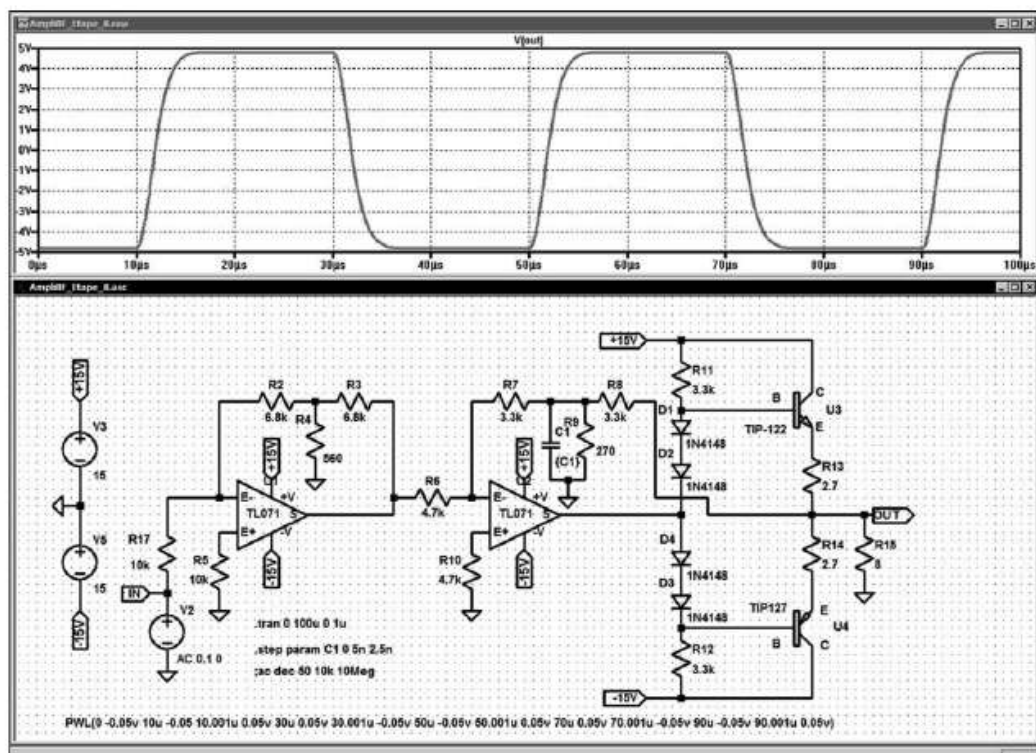 AmpliBF_Etape_8.raw
V[out]
5V
4V
3V
2V
1V
0V
-1V
-2V
-3V
-4V
-5V
0µs 10µs 20µs 30µs 40µs 50µs 60µs 70µs 80µs 90µs 100µs
AmpliBF_Etape_8.asc
+15V
V3
15
V5
15
-15V
R17
10k
IN
V2
AC 0.1 0
R2
6.8k
R3
6.8k
R4
560
+15V
E-
+V
TL071
S
E+
-V
-15V
R5
10k
R6
4.7k
R7
3.3k
R8
3.3k
C1
{C1}
R9
270
+15V
E-
+V
TL071
S
E+
-V
-15V
R10
4.7k
+15V
R11
3.3k
D1
1N4148
D2
1N4148
D4
1N4148
D3
1N4148
R12
3.3k
-15V
B
C
U3
TIP-122
E
R13
2.7
OUT
R14
2.7
R15
8
TIP127
E
U4
B
C
.tran 0 100u 0 1u
.step param C1 0 5n 2.5n
;ac dec 50 10k 10Meg
PWL(0 -0.05v 10u -0.05 10.001u 0.05v 30u 0.05v 30.001u -0.05v 50u -0.05v 50.001u 0.05v 70u 0.05v 70.001u -0.05v 90u -0.05v 90.001u 0.05v)